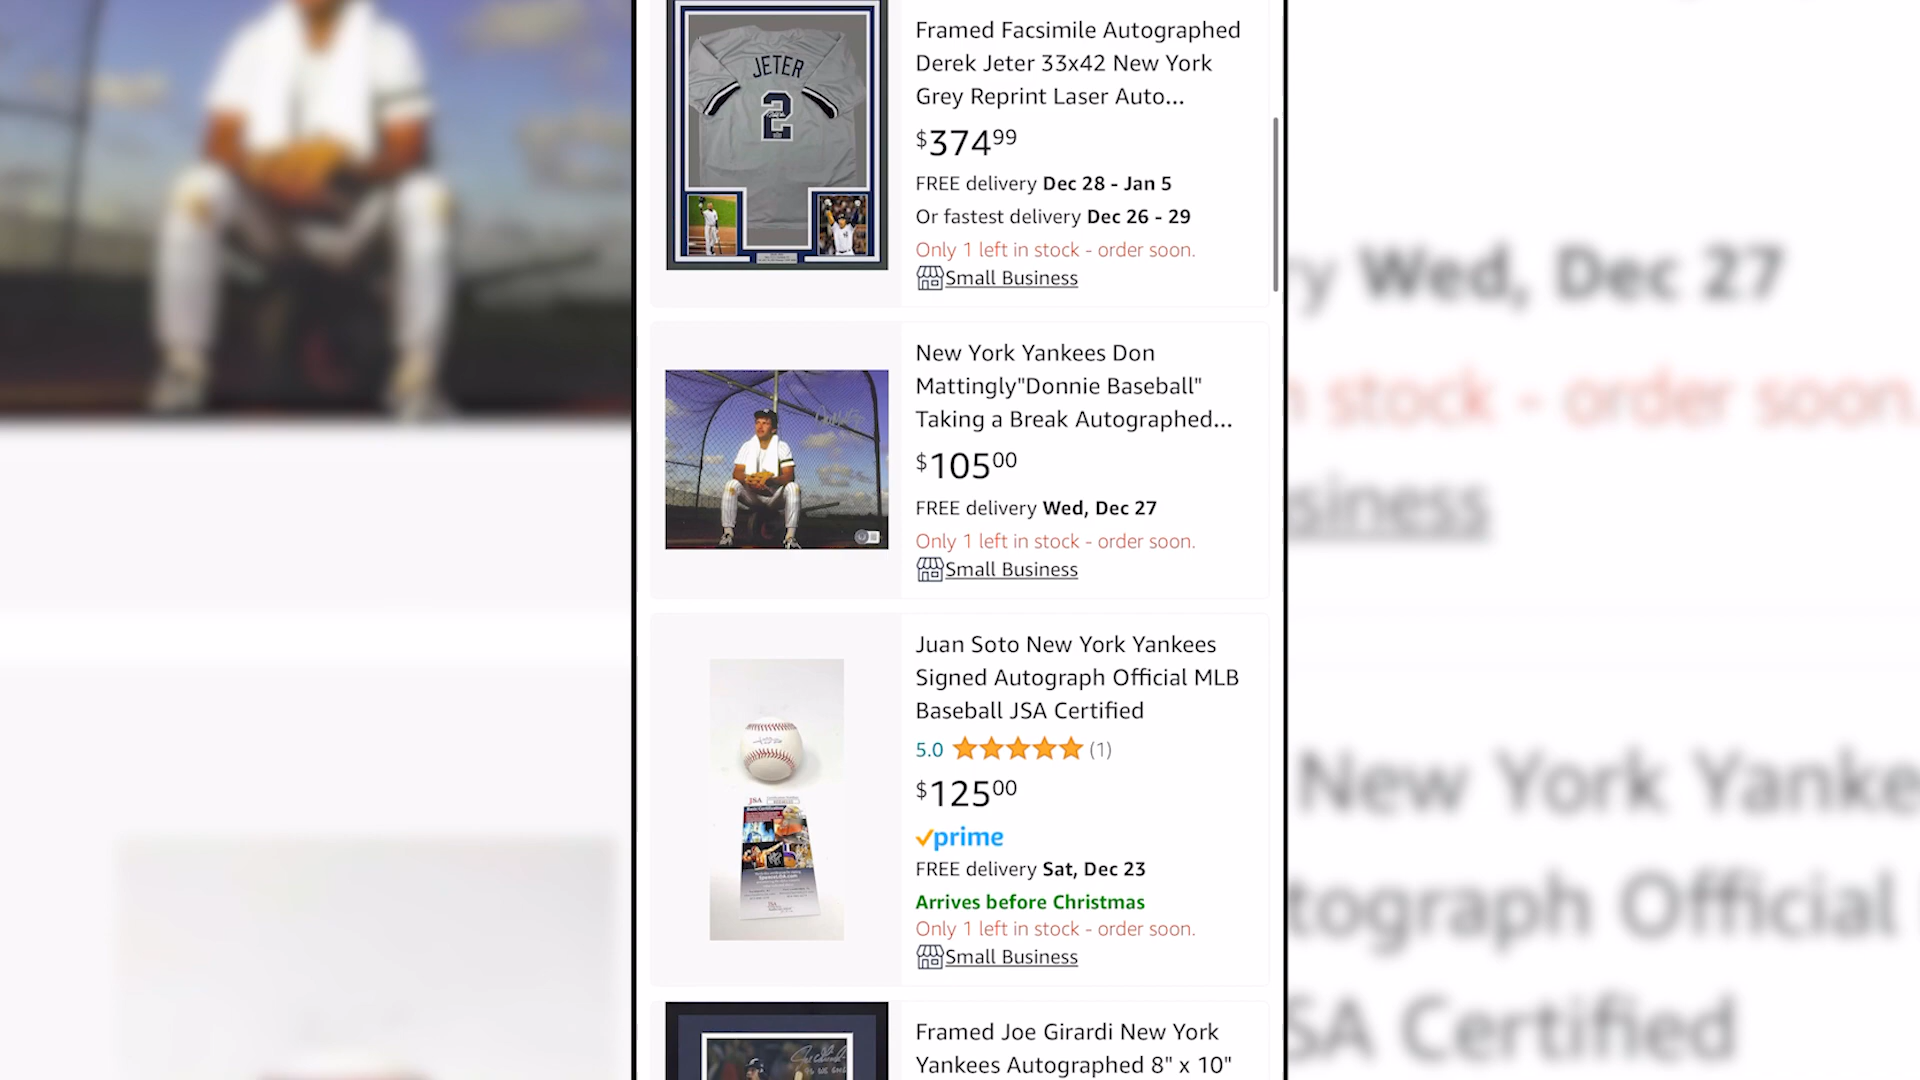 JETER
2
Framed Facsimile Autographed
Derek Jeter 33x42 New York
Grey Reprint Laser Auto...
$374 99
FREE delivery Dec 28 - Jan 5
Or fastest delivery Dec 26 - 29
Only 1 left in stock - order soon.
Small Business
New York Yankees Don
Mattingly"Donnie Baseball"
Taking a Break Autographed...
$105 00
FREE delivery Wed, Dec 27
Only 1 left in stock - order soon.
Small Business
Juan Soto New York Yankees
Signed Autograph Official MLB
Baseball JSA Certified
5.0 (1)
$125 00
prime
FREE delivery Sat, Dec 23
Arrives before Christmas
Only 1 left in stock - order soon.
Small Business
JSA
Framed Joe Girardi New York
Yankees Autographed 8" x 10"
y Wed, Dec 27
stock - order soon.
siness
New York Yanke
tograph Official
SA Certified